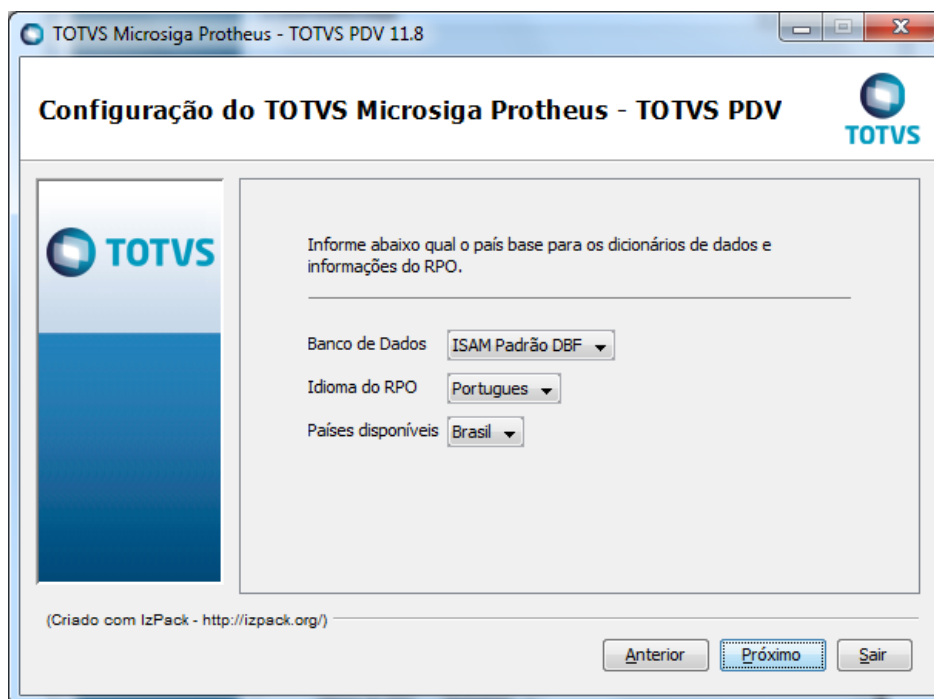 TOTVS Microsiga Protheus - TOTVS PDV 11.8
Configuração do TOTVS Microsiga Protheus - TOTVS PDV
TOTVS
TOTVS
Informe abaixo qual o país base para os dicionários de dados e
informações do RPO.
Banco de Dados ISAM Padrão DBF
Idioma do RPO Portugues
Países disponíveis Brasil
(Criado com IzPack - http://izpack.org/)
Anterior Próximo Sair